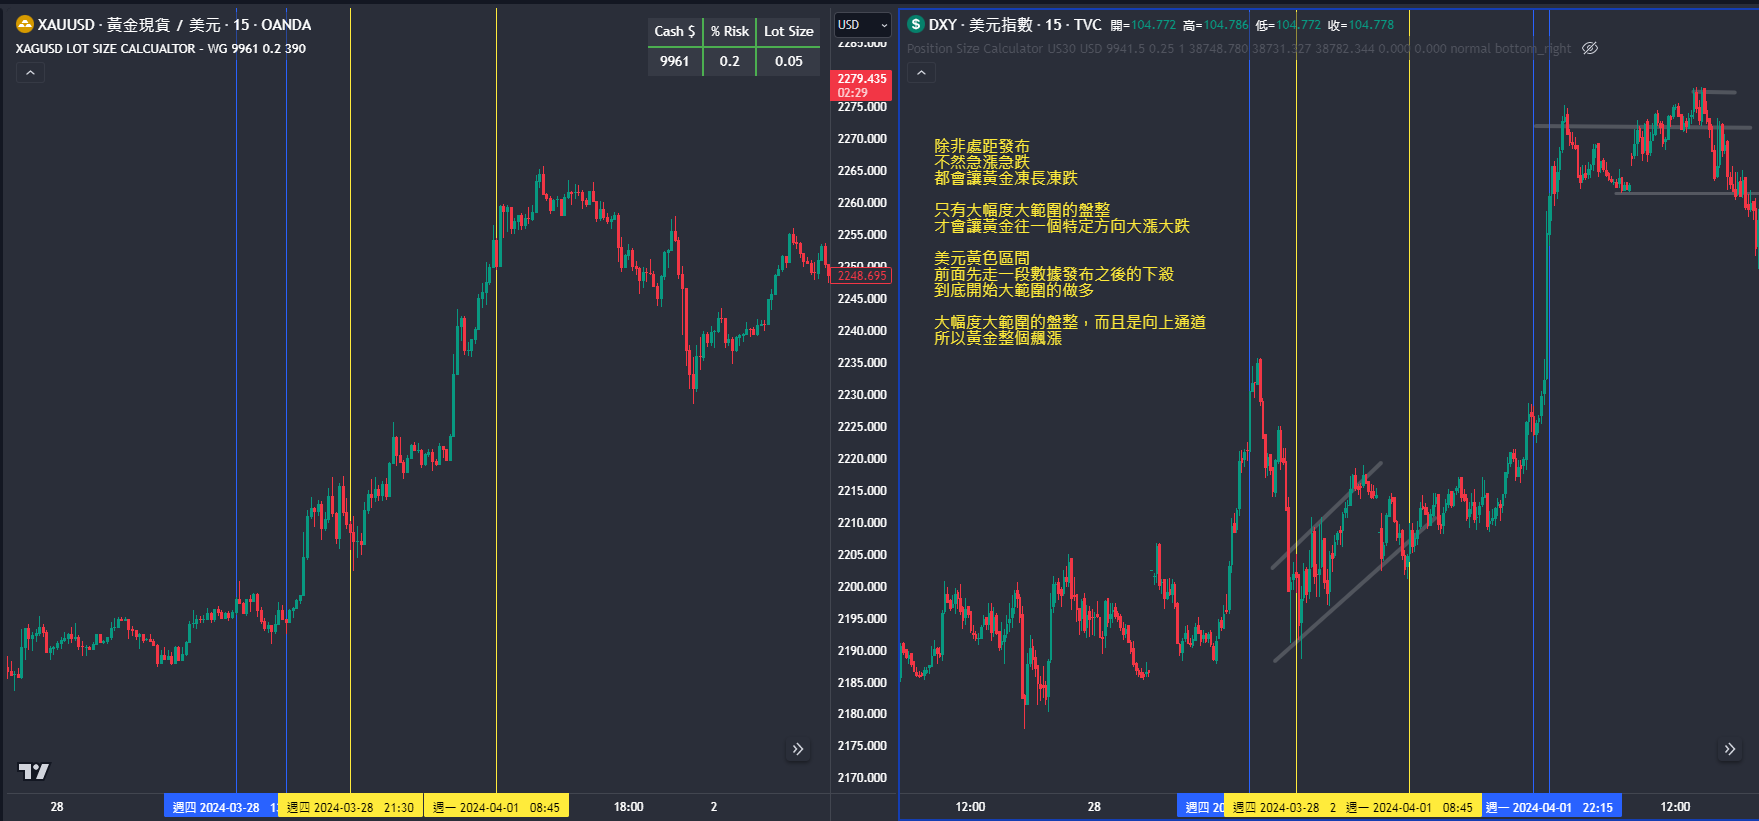 XAUUSD · 黃金現貨 / 美元 · 15 · OANDA
XAGUSD LOT SIZE CALCUALTOR - WG 9961 0.2 390
Cash $ % Risk Lot Size
9961 0.2 0.05
USD
2285.000
2279.435
02:29
2275.000
2270.000
2265.000
2260.000
2255.000
2250.000
2248.695
2245.000
2240.000
2235.000
2230.000
2225.000
2220.000
2215.000
2210.000
2205.000
2200.000
2195.000
2190.000
2185.000
2180.000
2175.000
2170.000
28 週四 2024-03-28 週四 2024-03-28 21:30 週一 2024-04-01 08:45 18:00 2
DXY · 美元指數 · 15 · TVC 開=104.772 高=104.786 低=104.772 收=104.778
Position Size Calculator US30 USD 9941.5 0.25 1 38748.780 38731.327 38782.344 0.000 0.000 normal bottom_right
除非處距發布
不然急漲急跌
都會讓黃金凍長凍跌
只有大幅度大範圍的盤整
才會讓黃金往一個特定方向大漲大跌
美元黃色區間
前面先走一段數據發布之後的下殺
到底開始大範圍的做多
大幅度大範圍的盤整，而且是向上通道
所以黃金整個飆漲
12:00 28 週四 20 週四 2024-03-28 2 週一 2024-04-01 08:45 週一 2024-04-01 22:15 12:00